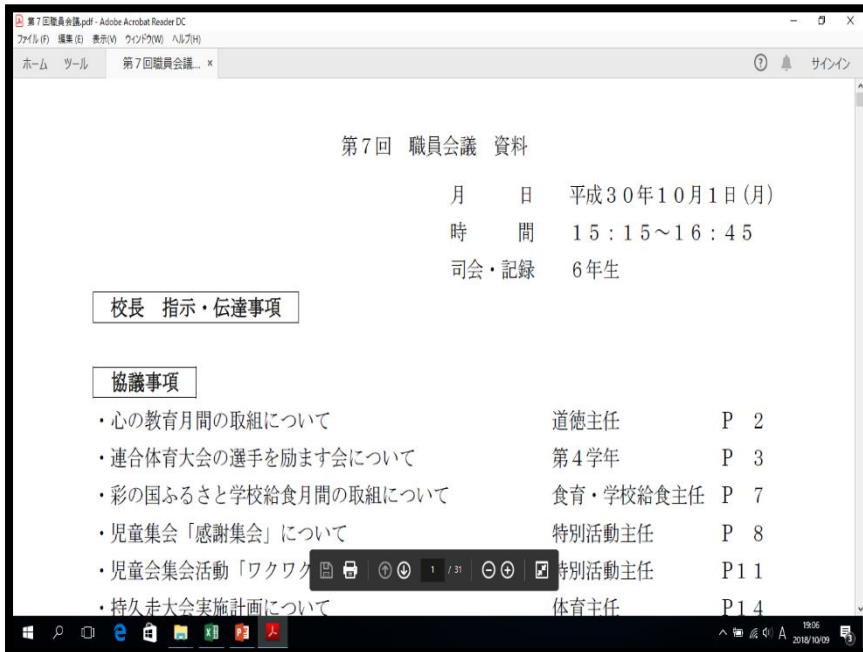 第７回職員会議.pdf - Adobe Acrobat Reader DC
ファイル(F) 編集(E) 表示(V) ウィンドウ(W) ヘルプ(H)
ホーム ツール 第７回職員会議... × サインイン
第７回　職員会議　資料
月　　日　平成３０年１０月１日(月)
時　　間　１５：１５～１６：４５
司会・記録　６年生
校長　指示・伝達事項
協議事項
・心の教育月間の取組について　道徳主任　Ｐ　２
・連合体育大会の選手を励ます会について　第４学年　Ｐ　３
・彩の国ふるさと学校給食月間の取組について　食育・学校給食主任　Ｐ　７
・児童集会「感謝集会」について　特別活動主任　Ｐ　８
・児童会集会活動「ワクワク　特別活動主任　Ｐ１１
1 / 31
・持久走大会実施計画について　体育主任　Ｐ１４
A 19:06
2018/10/09